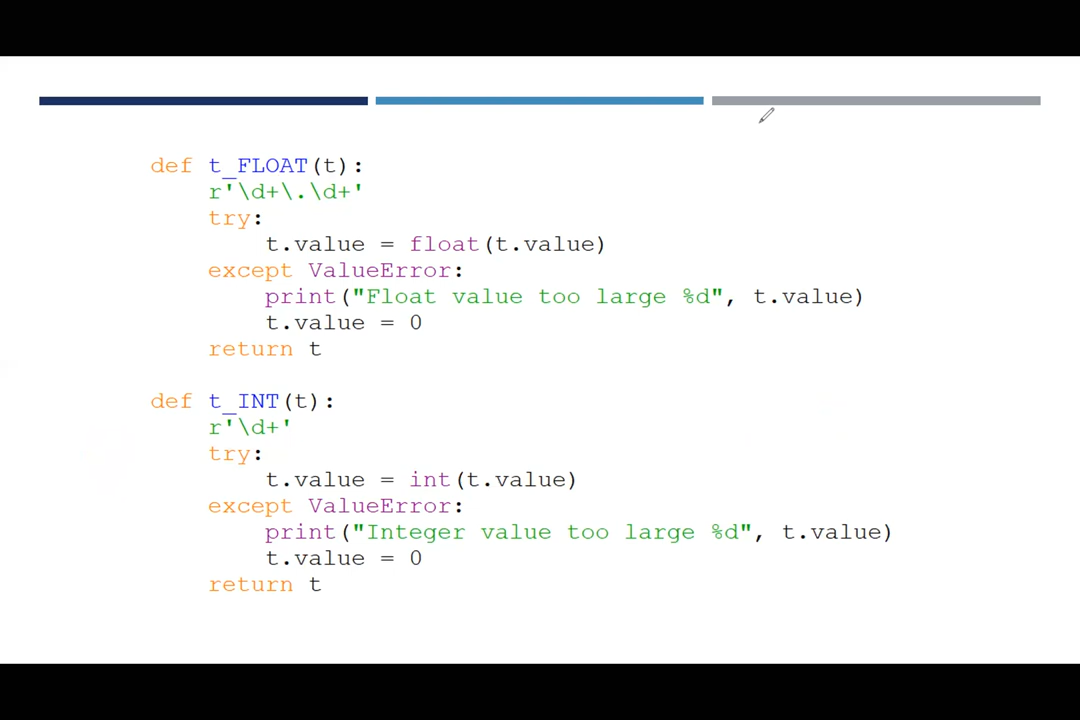 def t_FLOAT(t):
    r'\d+\.\d+'
    try:
        t.value = float(t.value)
    except ValueError:
        print("Float value too large %d", t.value)
        t.value = 0
    return t
def t_INT(t):
    r'\d+'
    try:
        t.value = int(t.value)
    except ValueError:
        print("Integer value too large %d", t.value)
        t.value = 0
    return t